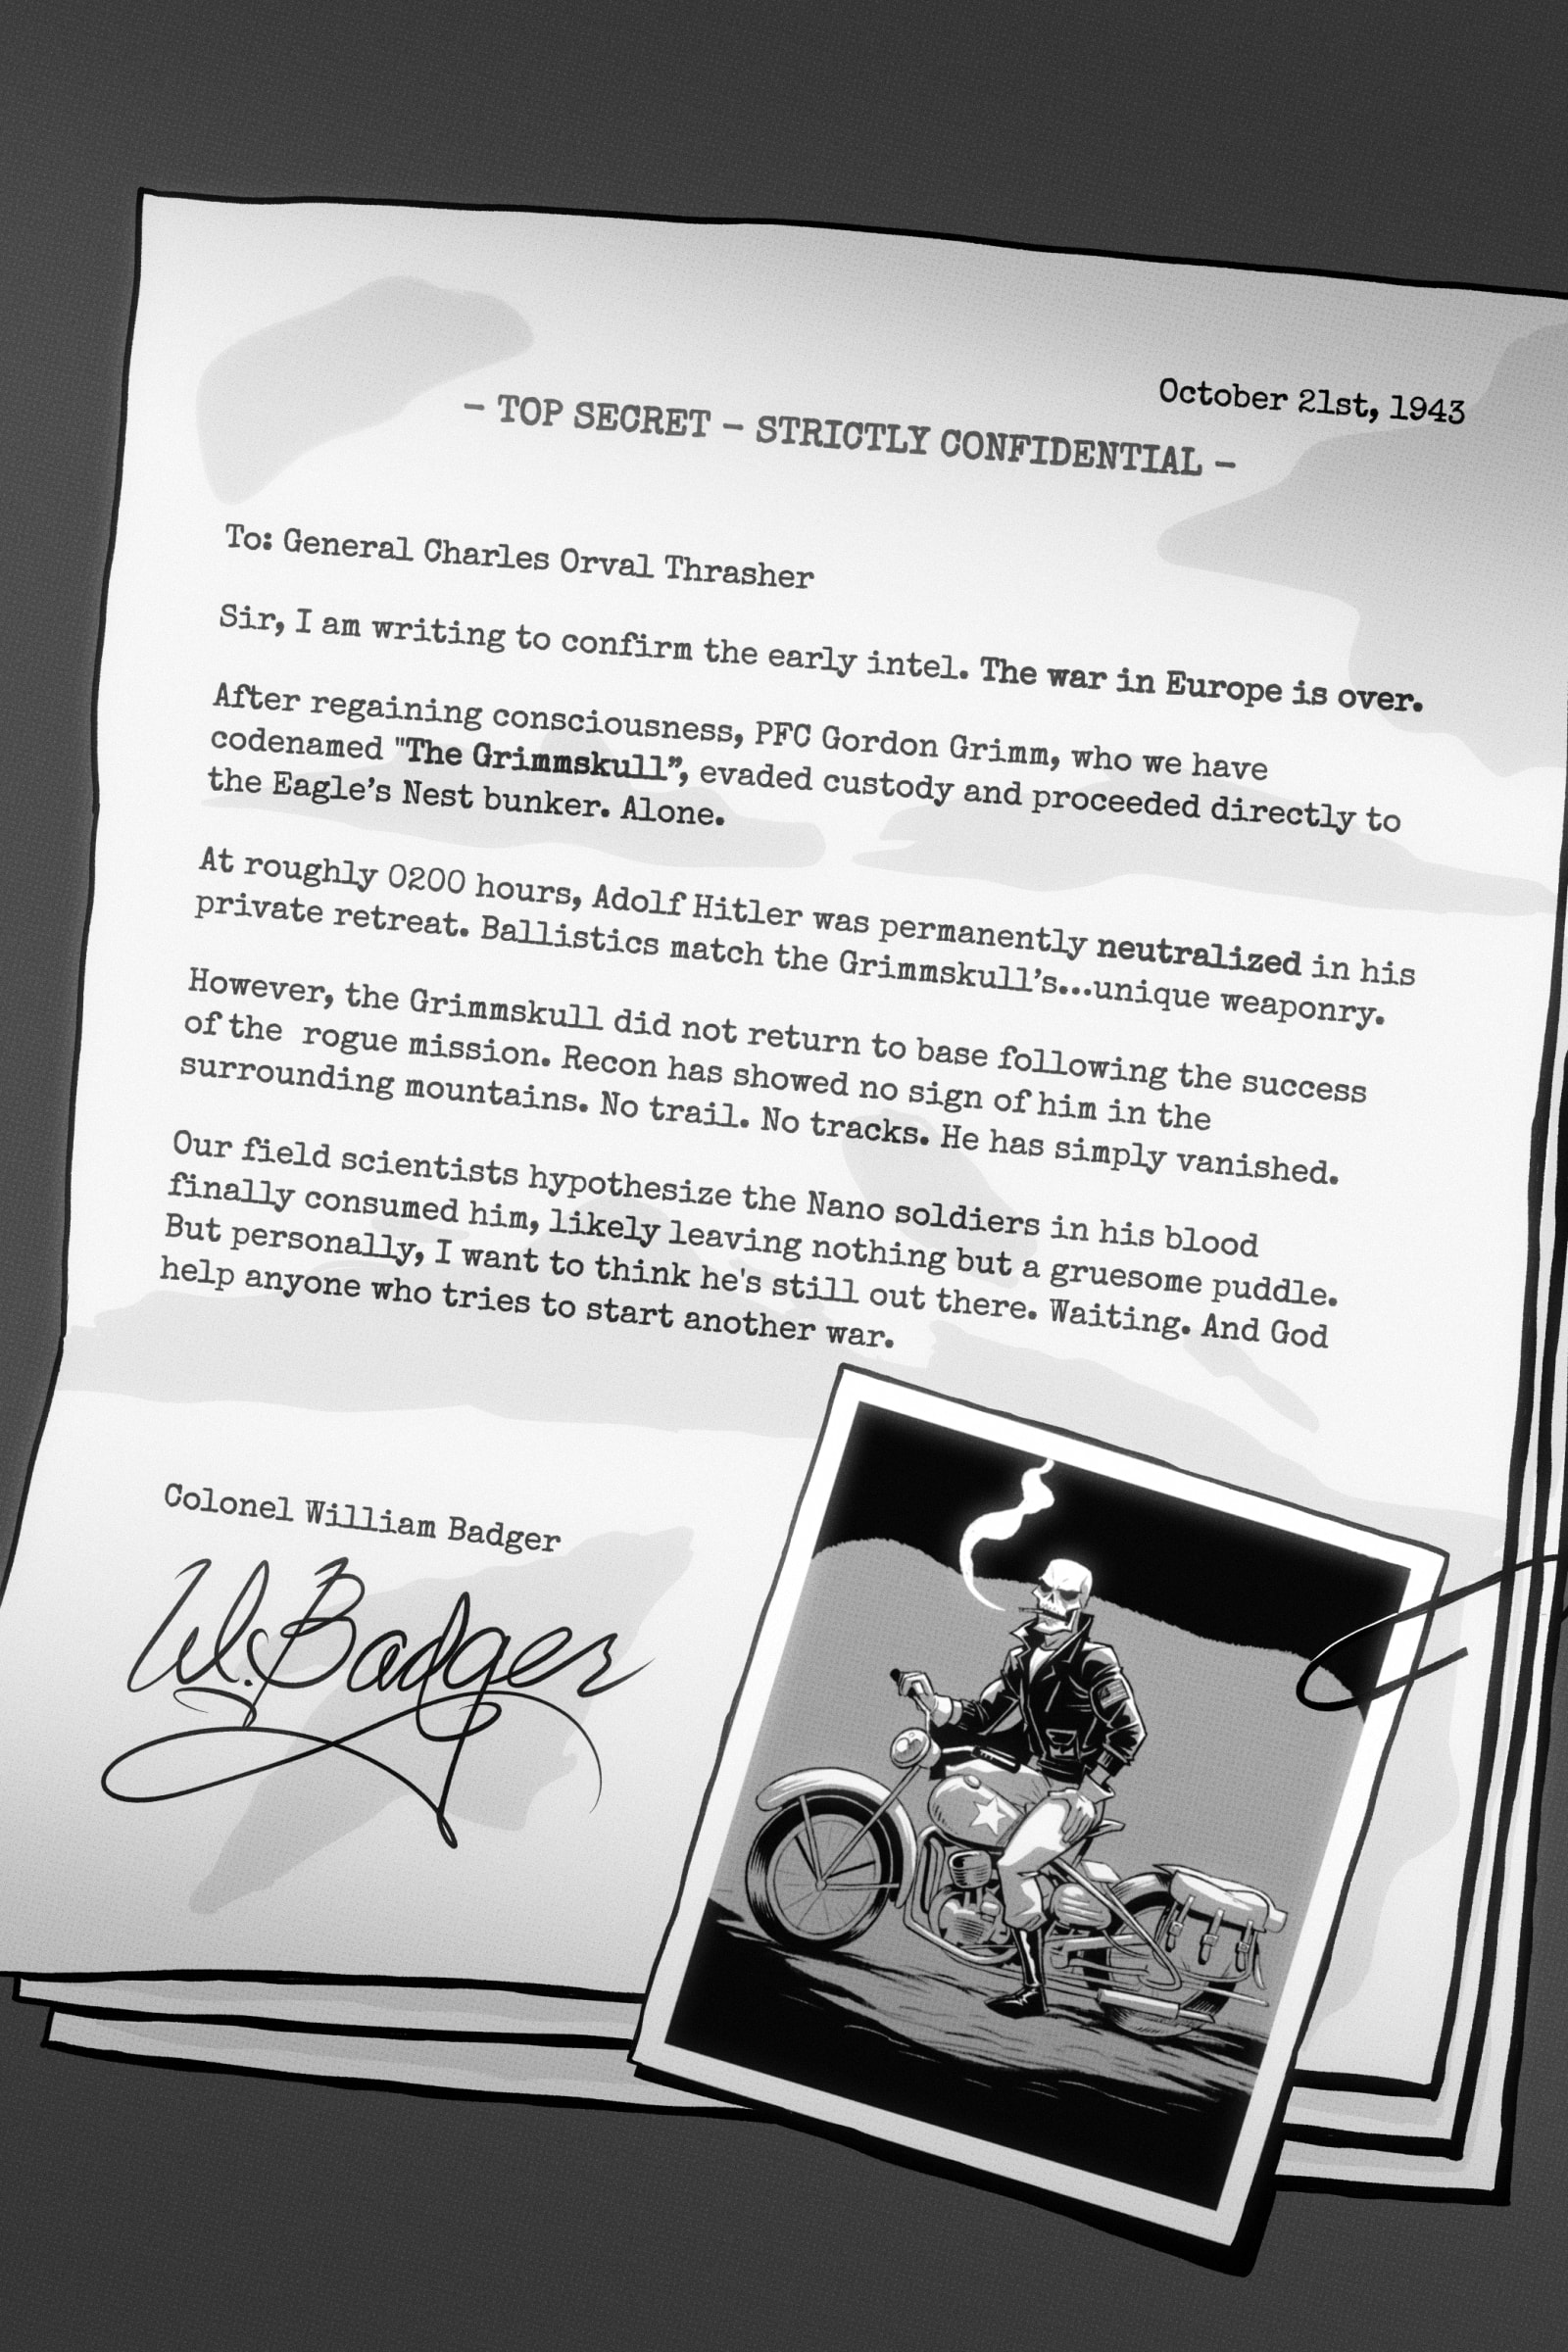 October 21st, 1943
– TOP SECRET – STRICTLY CONFIDENTIAL –
To: General Charles Orval Thrasher
Sir, I am writing to confirm the early intel. The war in Europe is over.
After regaining consciousness, PFC Gordon Grimm, who we have
codenamed "The Grimmskull”, evaded custody and proceeded directly to
the Eagle’s Nest bunker. Alone.
At roughly 0200 hours, Adolf Hitler was permanently neutralized in his
private retreat. Ballistics match the Grimmskull’s...unique weaponry.
However, the Grimmskull did not return to base following the success
of the  rogue mission. Recon has showed no sign of him in the
surrounding mountains. No trail. No tracks. He has simply vanished.
Our field scientists hypothesize the Nano soldiers in his blood
finally consumed him, likely leaving nothing but a gruesome puddle.
But personally, I want to think he's still out there. Waiting. And God
help anyone who tries to start another war.
Colonel William Badger
W. Badger